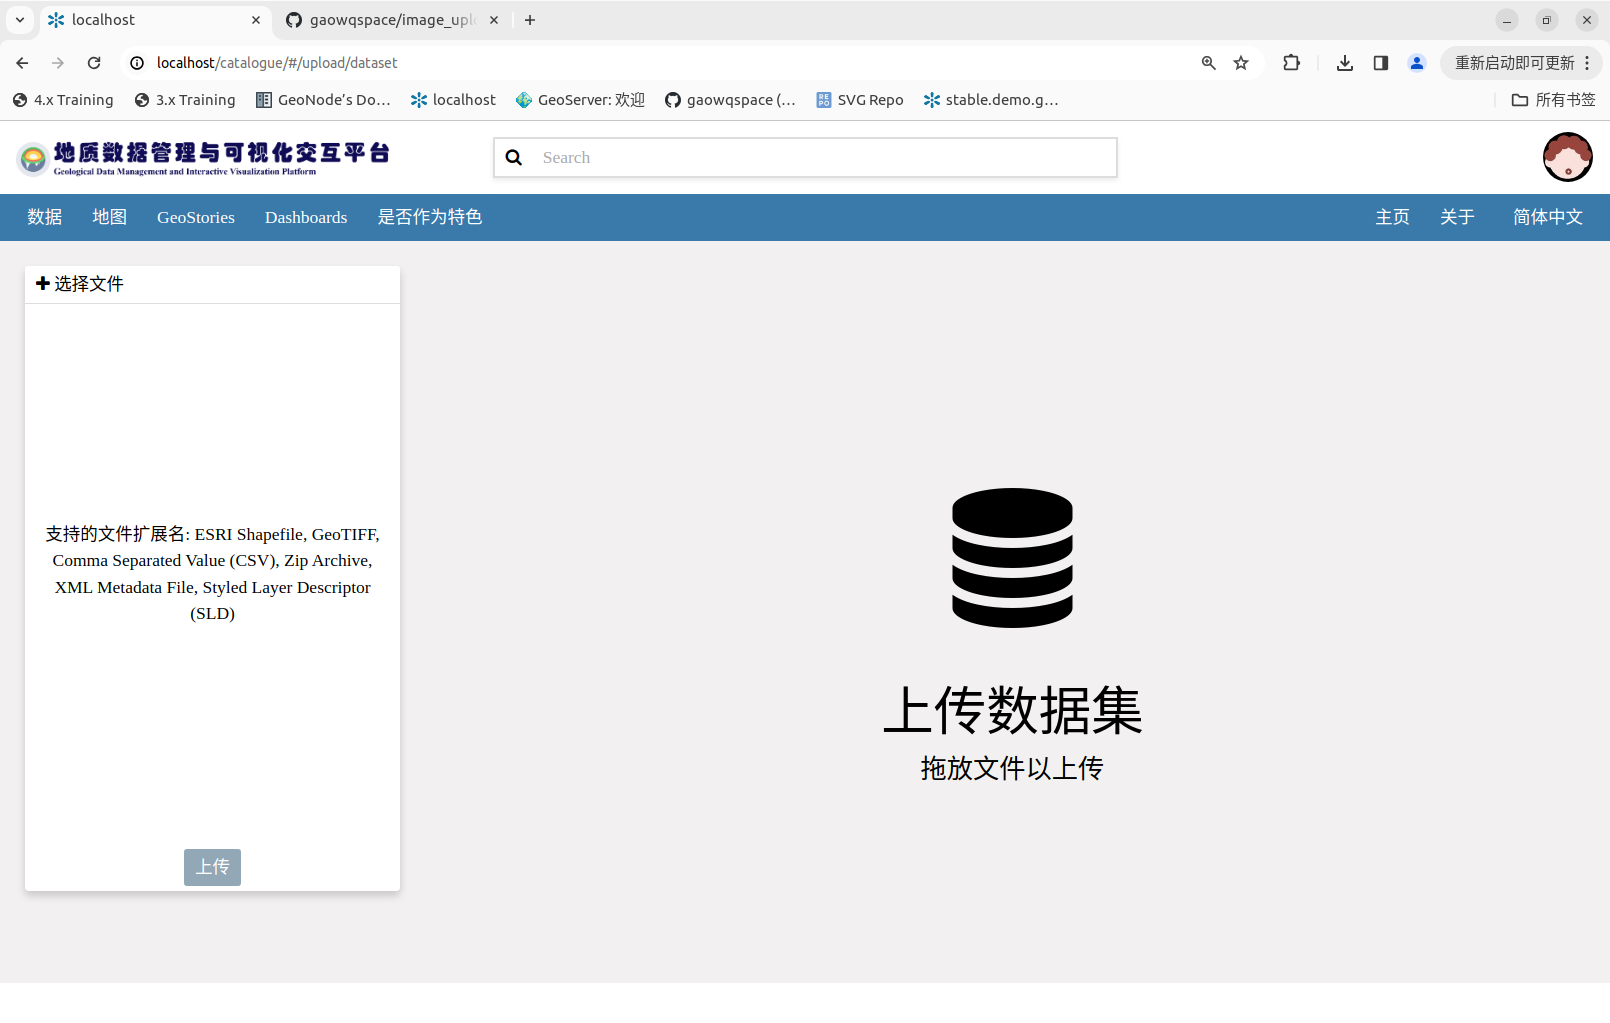 localhost
gaowqspace/image_uplo
localhost/catalogue/#/upload/dataset
重新启动即可更新
4.x Training
3.x Training
GeoNode’s Do…
localhost
GeoServer: 欢迎
gaowqspace (…
REPO
SVG Repo
stable.demo.g…
所有书签
地质数据管理与可视化交互平台
Geological Data Management and Interactive Visualization Platform
Search
数据 地图 GeoStories Dashboards 是否作为特色 主页 关于 简体中文
选择文件
支持的文件扩展名: ESRI Shapefile, GeoTIFF,
Comma Separated Value (CSV), Zip Archive,
XML Metadata File, Styled Layer Descriptor
(SLD)
上传
上传数据集
拖放文件以上传